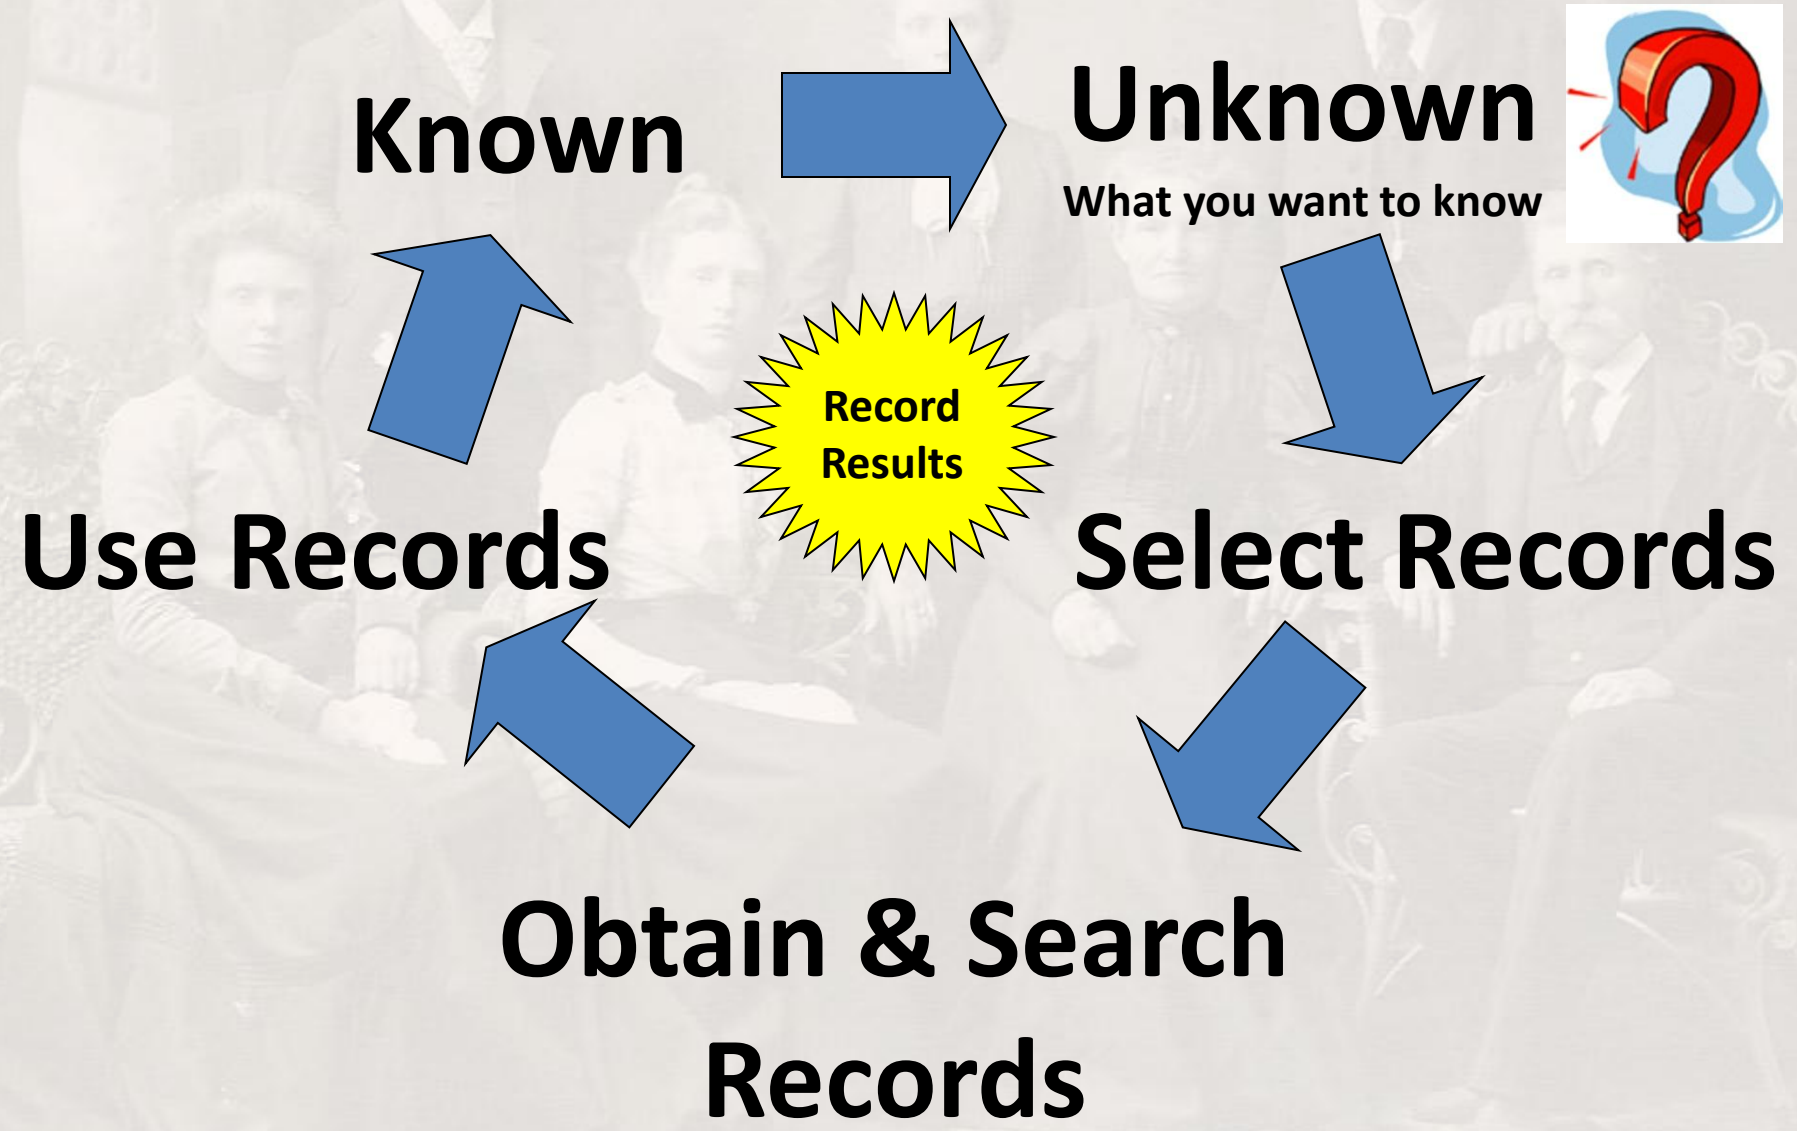 Known
Unknown
What you want to know
Record
Results
Use Records
Select Records
Obtain & Search
Records